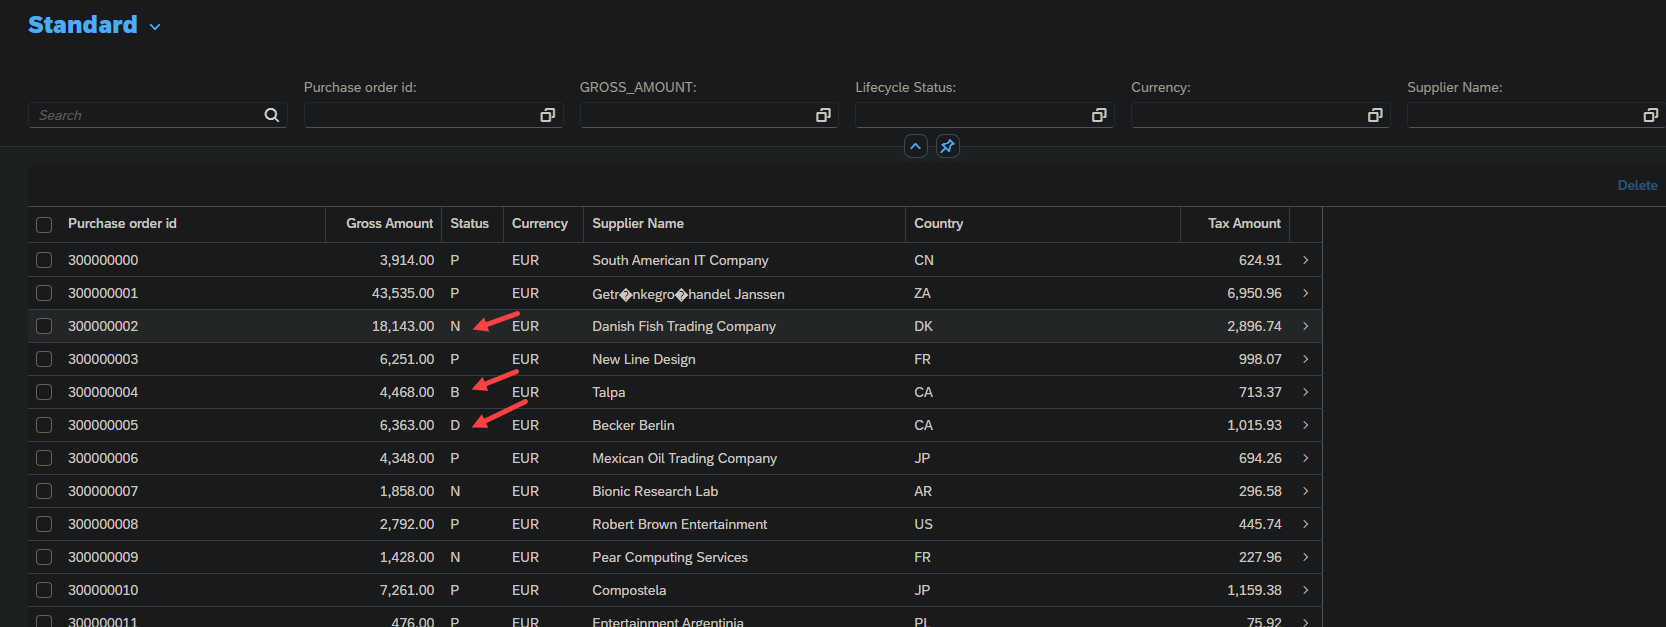 Standard
Purchase order id: GROSS_AMOUNT: Lifecycle Status: Currency: Supplier Name:
Search
Delete
Purchase order id Gross Amount Status Currency Supplier Name Country Tax Amount
300000000 3,914.00 P EUR South American IT Company CN 624.91
300000001 43,535.00 P EUR Getr�nkegro�handel Janssen ZA 6,950.96
300000002 18,143.00 N EUR Danish Fish Trading Company DK 2,896.74
300000003 6,251.00 P EUR New Line Design FR 998.07
300000004 4,468.00 B EUR Talpa CA 713.37
300000005 6,363.00 D EUR Becker Berlin CA 1,015.93
300000006 4,348.00 P EUR Mexican Oil Trading Company JP 694.26
300000007 1,858.00 N EUR Bionic Research Lab AR 296.58
300000008 2,792.00 P EUR Robert Brown Entertainment US 445.74
300000009 1,428.00 N EUR Pear Computing Services FR 227.96
300000010 7,261.00 P EUR Compostela JP 1,159.38
300000011 476.00 P EUR Entertainment Argentinia PL 75.92